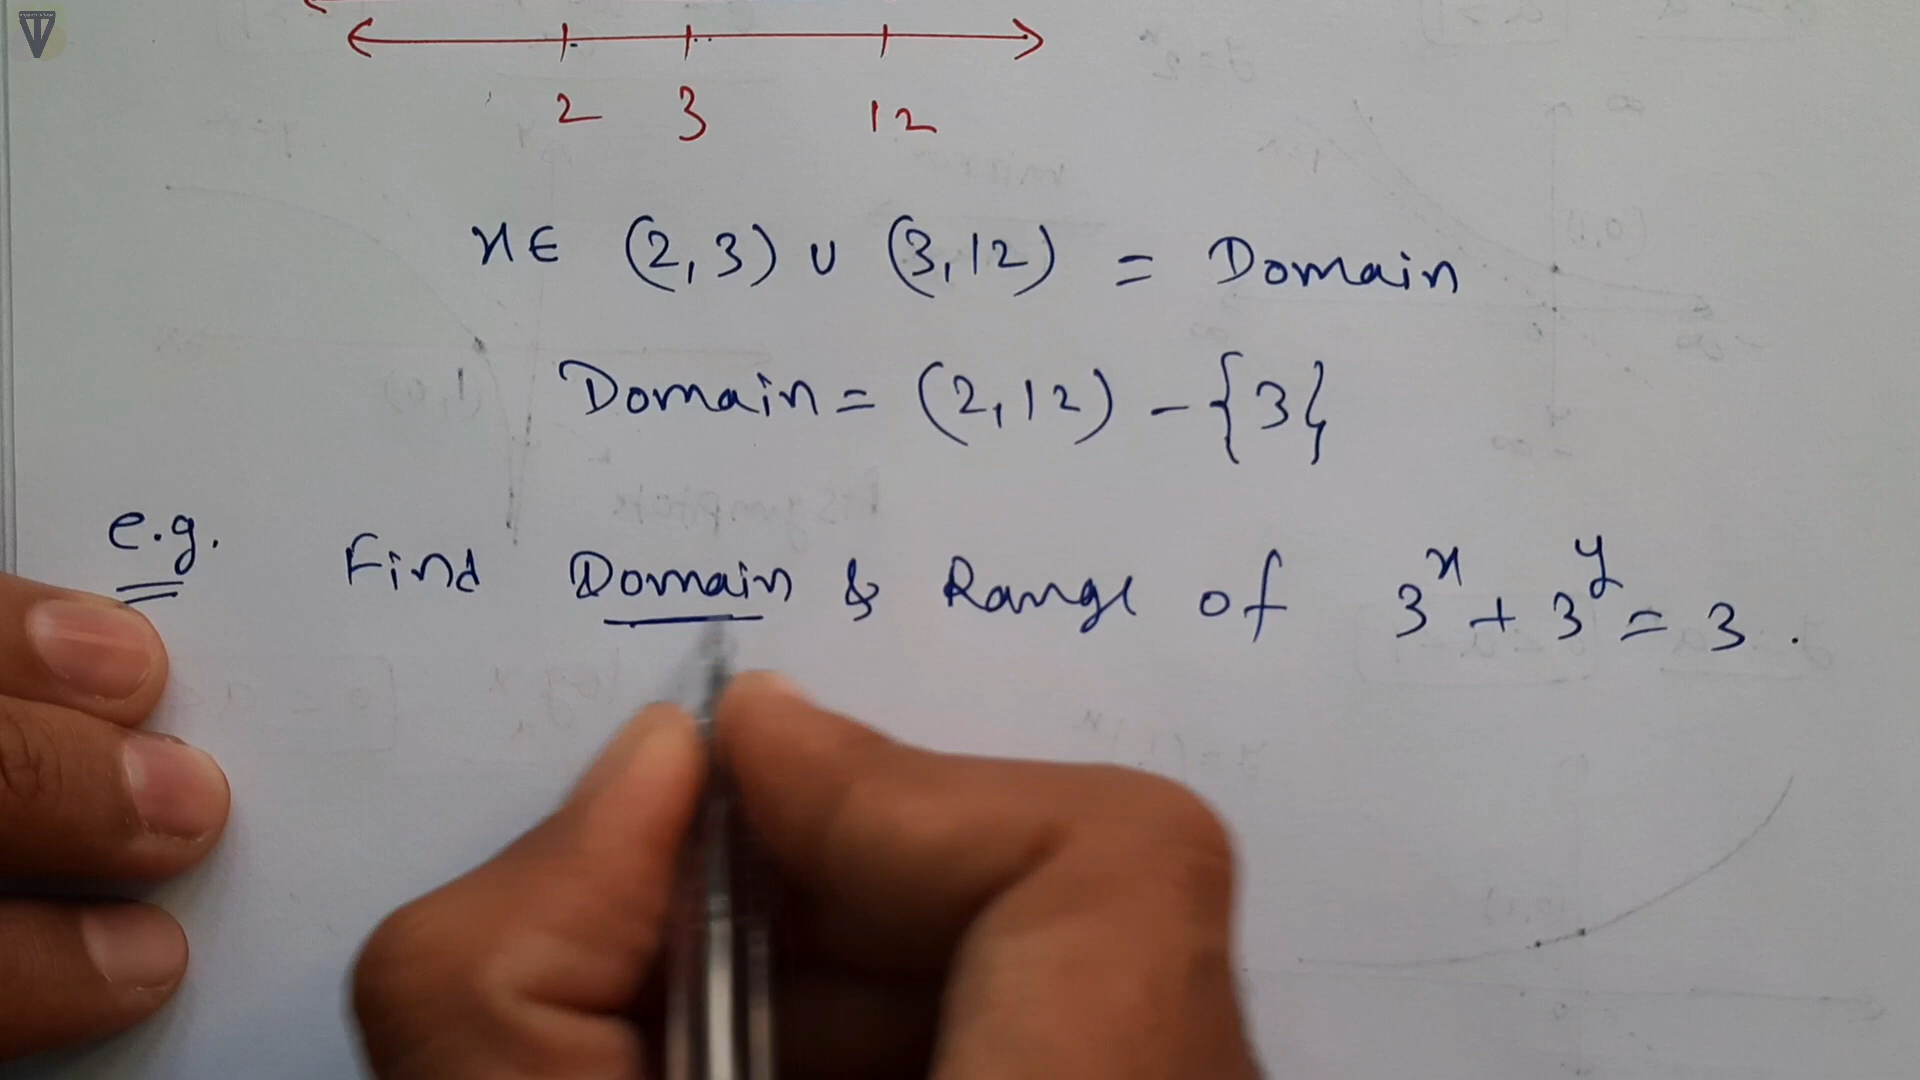 2 3 12
x∈ (2,3) ∪ (3,12) = Domain
Domain = (2,12) - {3}
e.g. Find Domain & Range of 3^x + 3^y = 3.